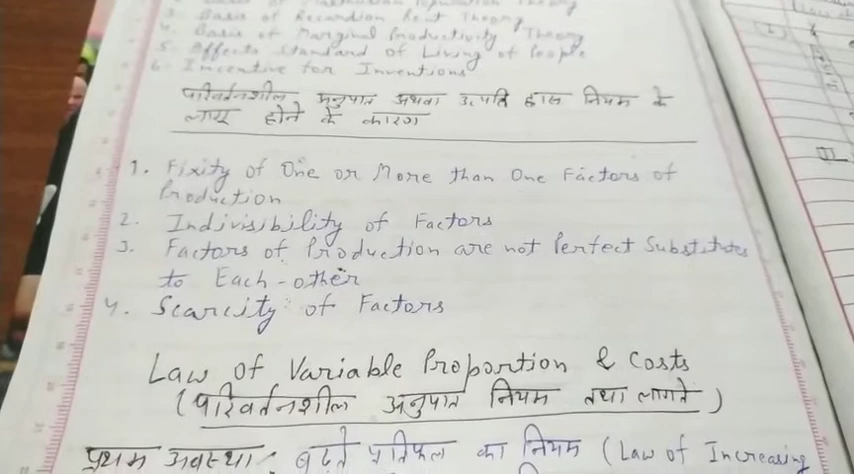 3. Basis of Recardion Rent Theory
4. Basis of Marginal Productivity Theory
5. Affects Standard of Living of People
6. Incentive for Inventions
परिवर्तनशील अनुपात अथवा उत्पति ह्रास नियम के
लागू होने के कारण
1. Fixity of One or More than One Factors of
Production
2. Indivisibility of Factors
3. Factors of Production are not Perfect Substitutes
to Each-other
4. Scarcity of Factors
Law of Variable Proportion & Costs
(परिवर्तनशील अनुपात नियम तथा लागते)
प्रथम अवस्था: बढ़ते प्रतिफल का नियम (Law of Increasing